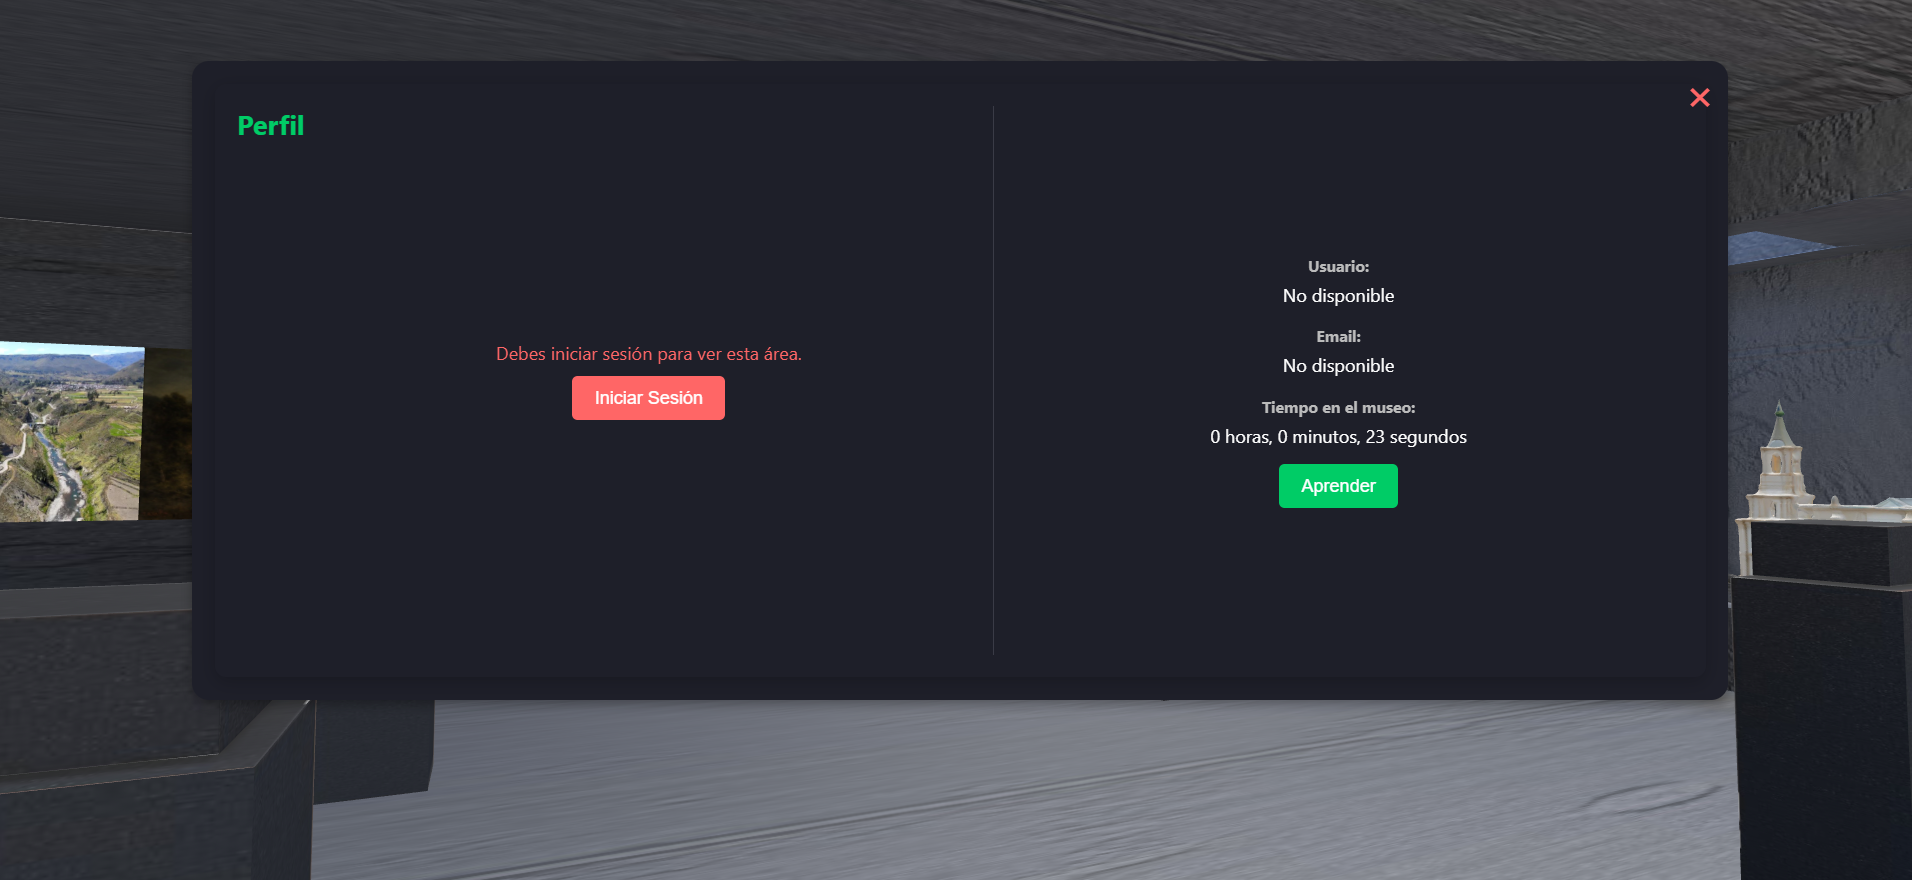 Perfil
Debes iniciar sesión para ver esta área.
Iniciar Sesión
Usuario:
No disponible
Email:
No disponible
Tiempo en el museo:
0 horas, 0 minutos, 23 segundos
Aprender